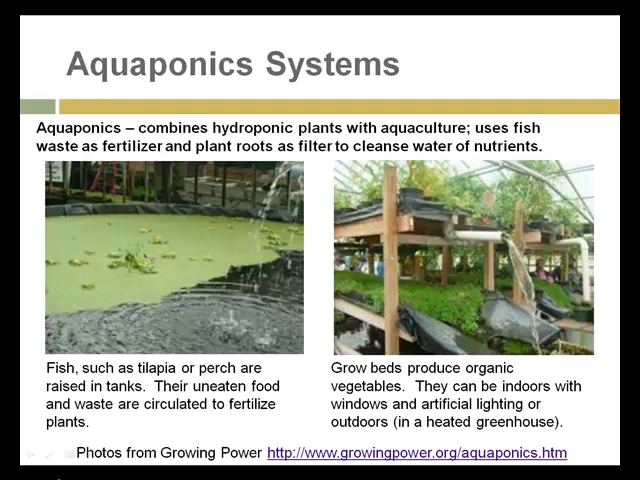 Aquaponics Systems
Aquaponics – combines hydroponic plants with aquaculture; uses fish
waste as fertilizer and plant roots as filter to cleanse water of nutrients.
Fish, such as tilapia or perch are
raised in tanks. Their uneaten food
and waste are circulated to fertilize
plants.
Grow beds produce organic
vegetables. They can be indoors with
windows and artificial lighting or
outdoors (in a heated greenhouse).
Photos from Growing Power http://www.growingpower.org/aquaponics.htm